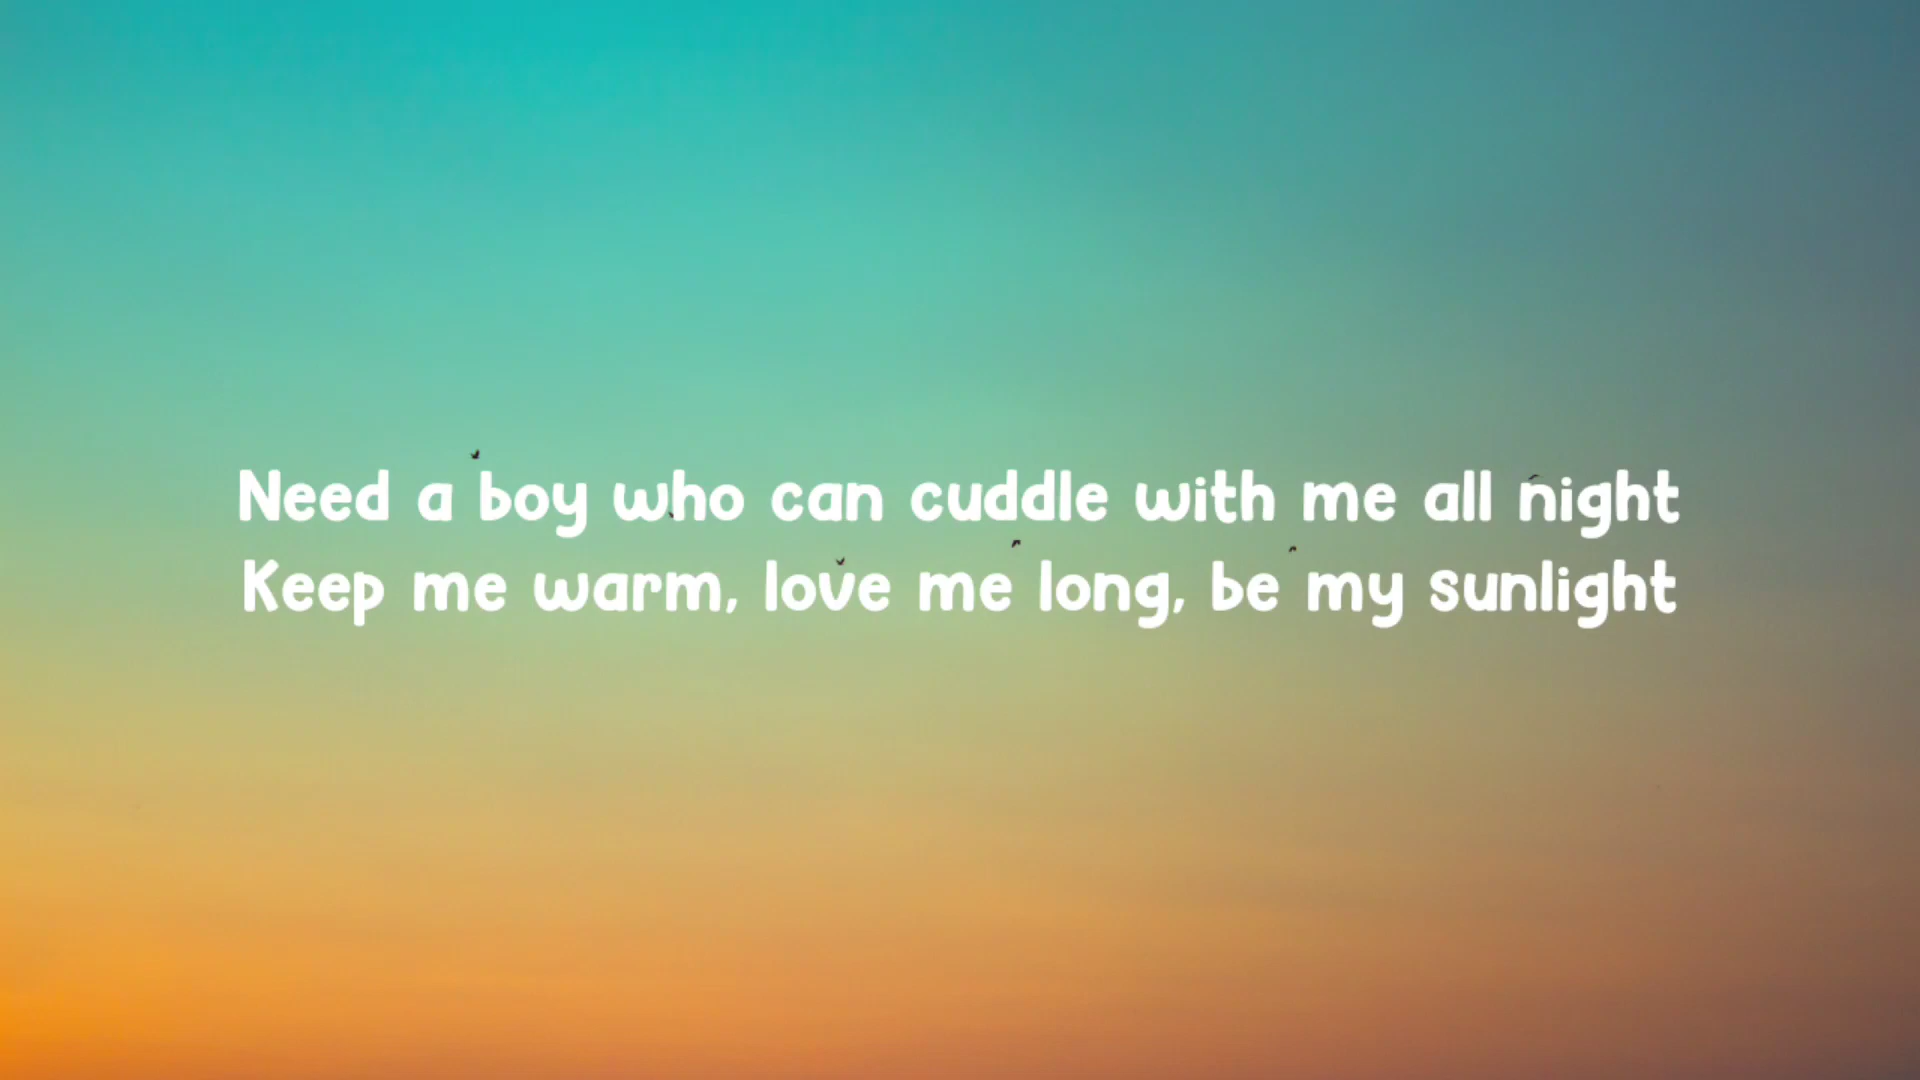 Need a boy who can cuddle with me all night
Keep me warm, love me long, be my sunlight